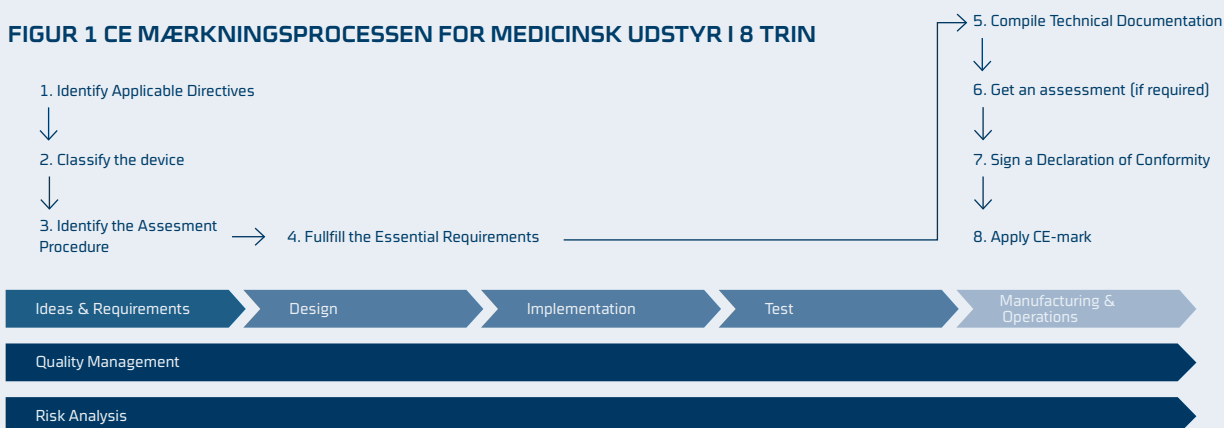 FIGUR 1 CE MÆRKNINGSPROCESSEN FOR MEDICINSK UDSTYR I 8 TRIN
1. Identify Applicable Directives
2. Classify the device
3. Identify the Assesment
Procedure
4. Fullfill the Essential Requirements
5. Compile Technical Documentation
6. Get an assessment (if required)
7. Sign a Declaration of Conformity
8. Apply CE-mark
Ideas & Requirements
Design
Implementation
Test
Manufacturing &
Operations
Quality Management
Risk Analysis